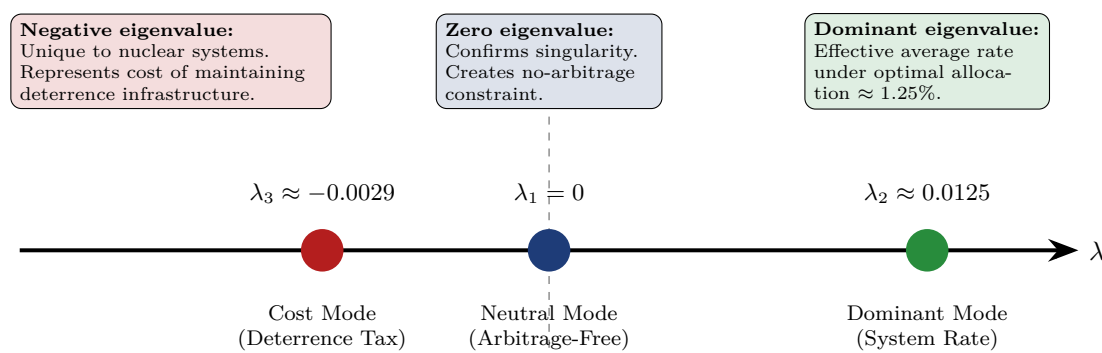 Negative eigenvalue:
Unique to nuclear systems.
Represents cost of maintaining
deterrence infrastructure.
Zero eigenvalue:
Confirms singularity.
Creates no-arbitrage
constraint.
Dominant eigenvalue:
Effective average rate
under optimal alloca-
tion ≈ 1.25%.
λ₃ ≈ −0.0029
λ₁ = 0
λ₂ ≈ 0.0125
λ
Cost Mode
(Deterrence Tax)
Neutral Mode
(Arbitrage-Free)
Dominant Mode
(System Rate)